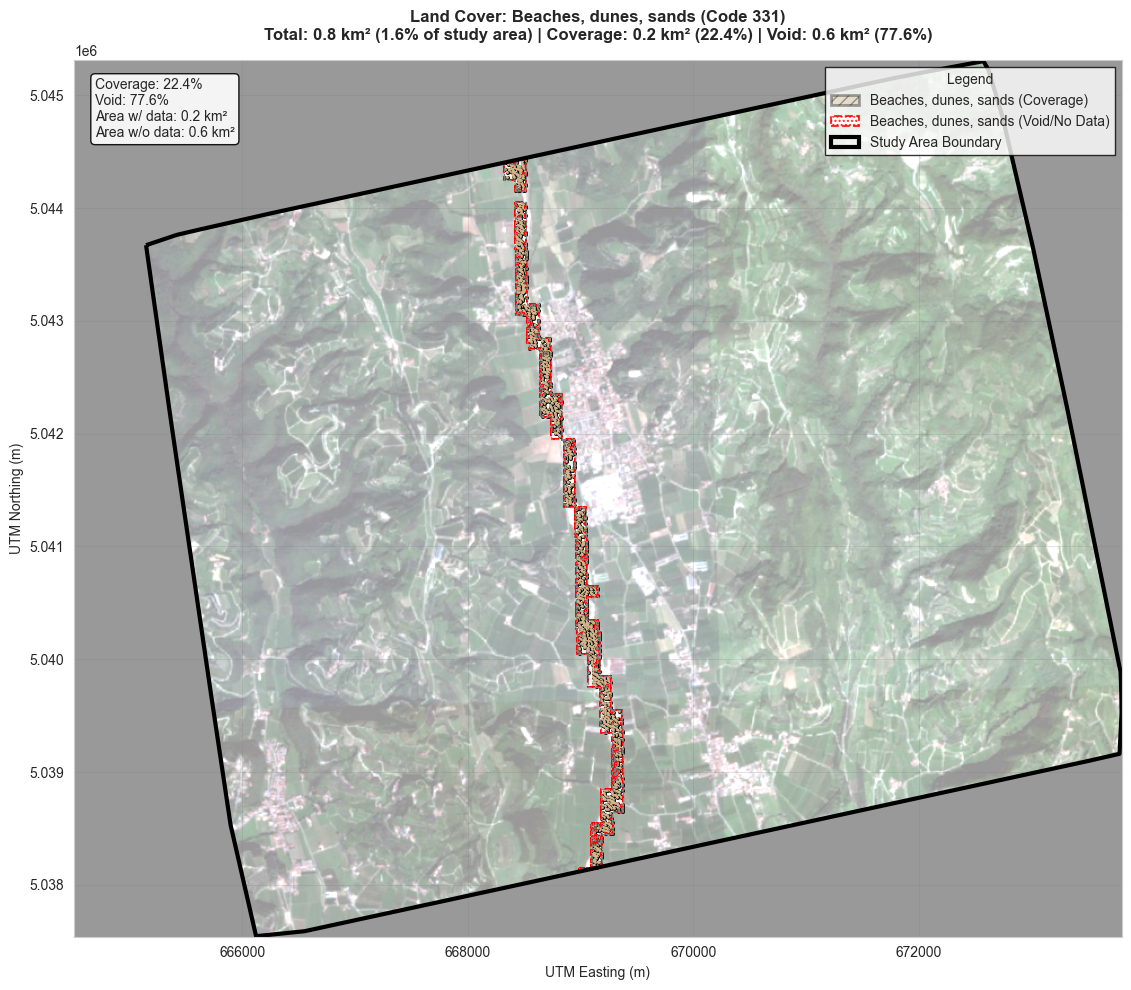 Land Cover: Beaches, dunes, sands (Code 331)
Total: 0.8 km² (1.6% of study area) | Coverage: 0.2 km² (22.4%) | Void: 0.6 km² (77.6%)
1e6
Coverage: 22.4%
Void: 77.6%
Area w/ data: 0.2 km²
Area w/o data: 0.6 km²
Legend
Beaches, dunes, sands (Coverage)
Beaches, dunes, sands (Void/No Data)
Study Area Boundary
5.045
5.044
5.043
5.042
5.041
5.040
5.039
5.038
UTM Northing (m)
666000
668000
670000
672000
UTM Easting (m)